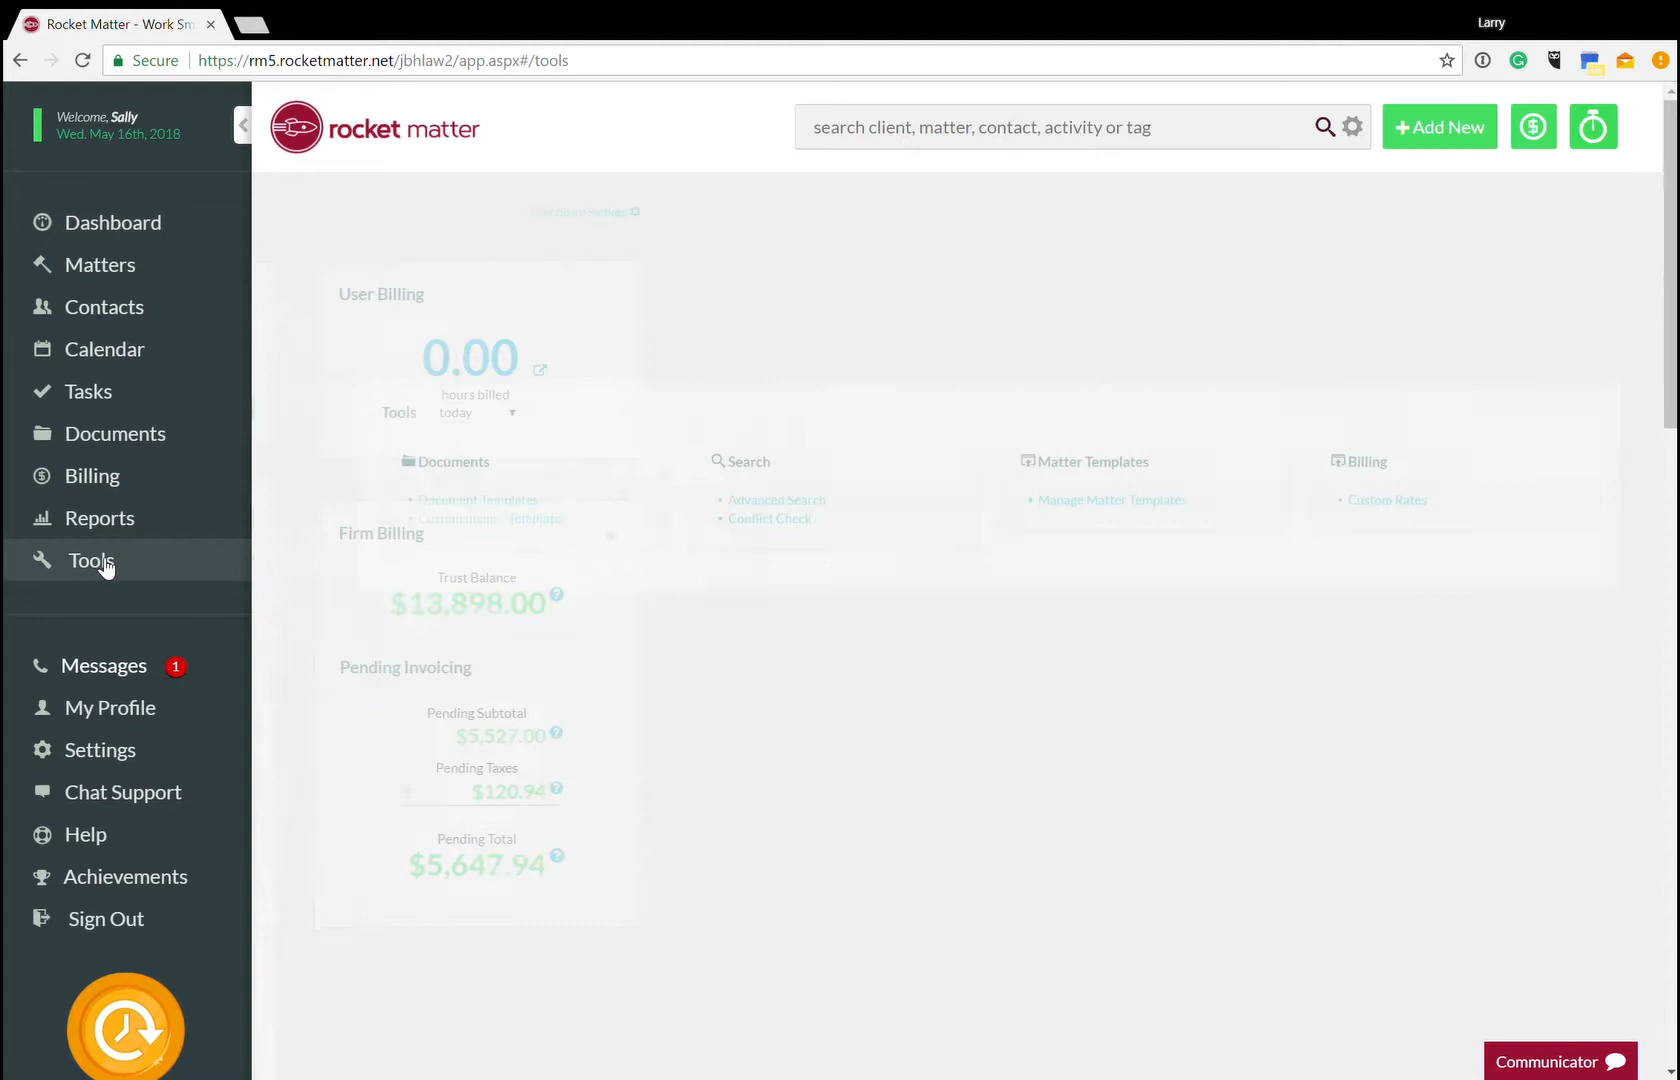 Rocket Matter - Work Sm
Larry
Secure
https://rm5.rocketmatter.net/jbhlaw2/app.aspx#/tools
Welcome, Sally
Wed. May 16th, 2018
rocket matter
search client, matter, contact, activity or tag
+Add New
Dashboard
Matters
Contacts
Calendar
Tasks
Documents
Billing
Reports
Tools
Messages 1
My Profile
Settings
Chat Support
Help
Achievements
Sign Out
Dashboard Settings
User Billing
0.00
hours billed
today
Tools
Documents
Document Templates
Search
Advanced Search
Conflict Check
Matter Templates
Manage Matter Templates
Billing
Custom Rates
Firm Billing
Trust Balance
$13,898.00
Pending Invoicing
Pending Subtotal
$5,527.00
Pending Taxes
+ $120.94
Pending Total
$5,647.94
Communicator